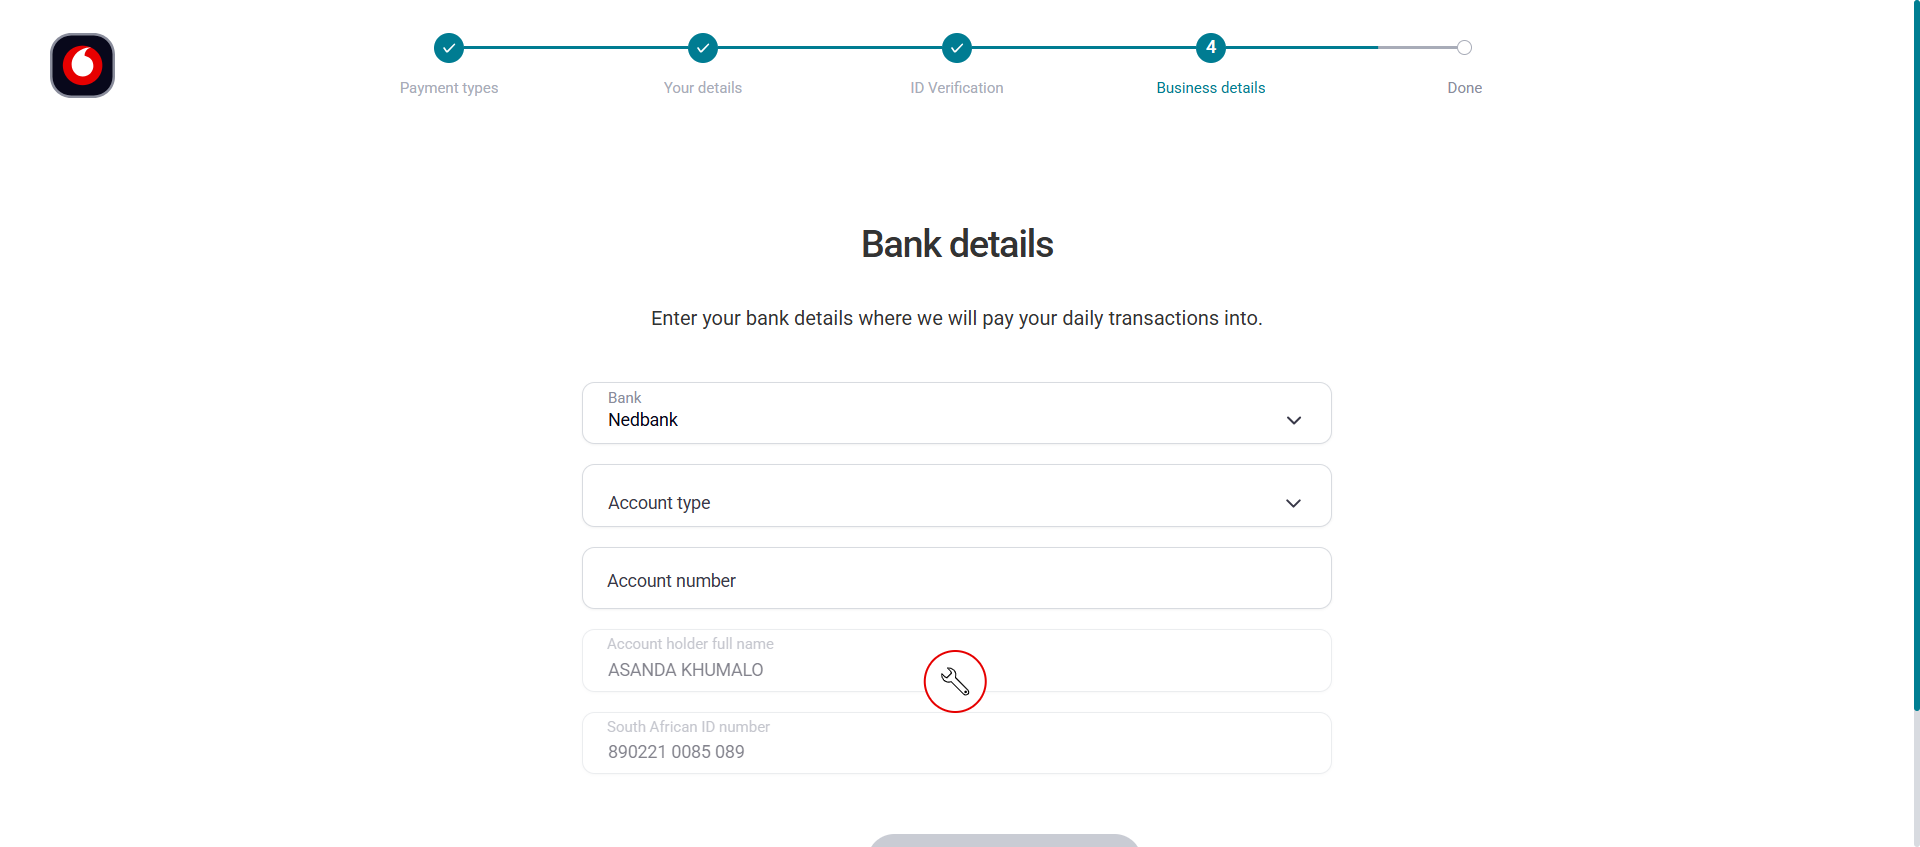 4
Payment types
Your details
ID Verification
Business details
Done
Bank details
Enter your bank details where we will pay your daily transactions into.
Bank
Nedbank
Account type
Account number
Account holder full name
ASANDA KHUMALO
South African ID number
890221 0085 089